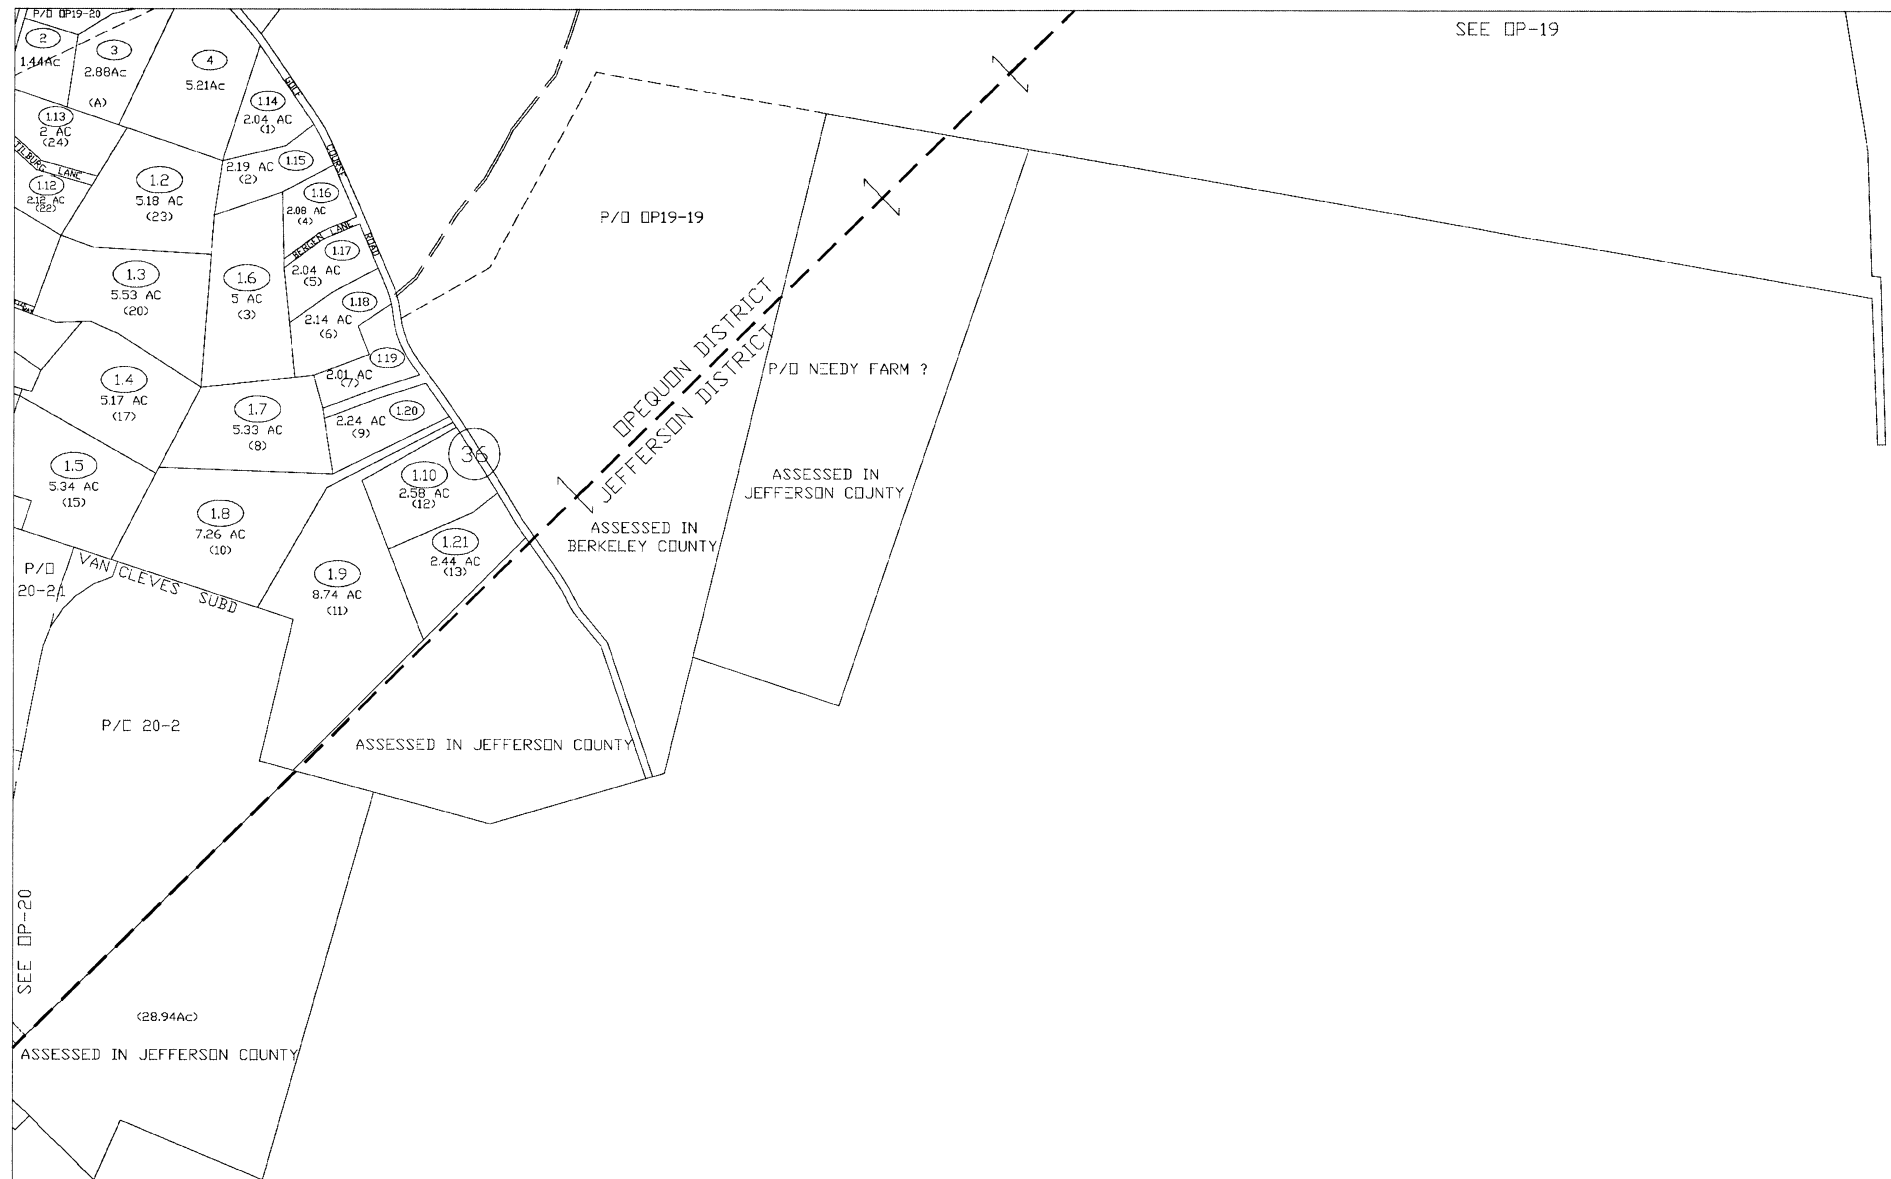 P/O OP19-20
SEE OP-19
2
1.44Ac
3
2.88Ac
(A)
4
5.21Ac
1.14
2.04 AC
(1)
GOLF
COURSE
ROAD
1.13
2 AC
(24)
TILBURG LANE
1.12
2.12 AC
(22)
1.2
5.18 AC
(23)
2.19 AC
(2)
1.15
1.16
2.08 AC
(4)
BERGER LANE
1.17
2.04 AC
(5)
P/O OP19-19
1.3
5.53 AC
(20)
1.6
5 AC
(3)
1.18
2.14 AC
(6)
119
2.01 AC
(7)
OPEQUON DISTRICT
JEFFERSON DISTRICT
P/O NEEDY FARM ?
1.4
5.17 AC
(17)
1.7
5.33 AC
(8)
1.20
2.24 AC
(9)
36
1.5
5.34 AC
(15)
1.10
2.58 AC
(12)
ASSESSED IN
JEFFERSON COUNTY
1.8
7.26 AC
(10)
1.21
2.44 AC
(13)
ASSESSED IN
BERKELEY COUNTY
P/O
20-21
VAN CLEVES SUBD
1.9
8.74 AC
(11)
P/O 20-2
ASSESSED IN JEFFERSON COUNTY
SEE OP-20
(28.94Ac)
ASSESSED IN JEFFERSON COUNTY